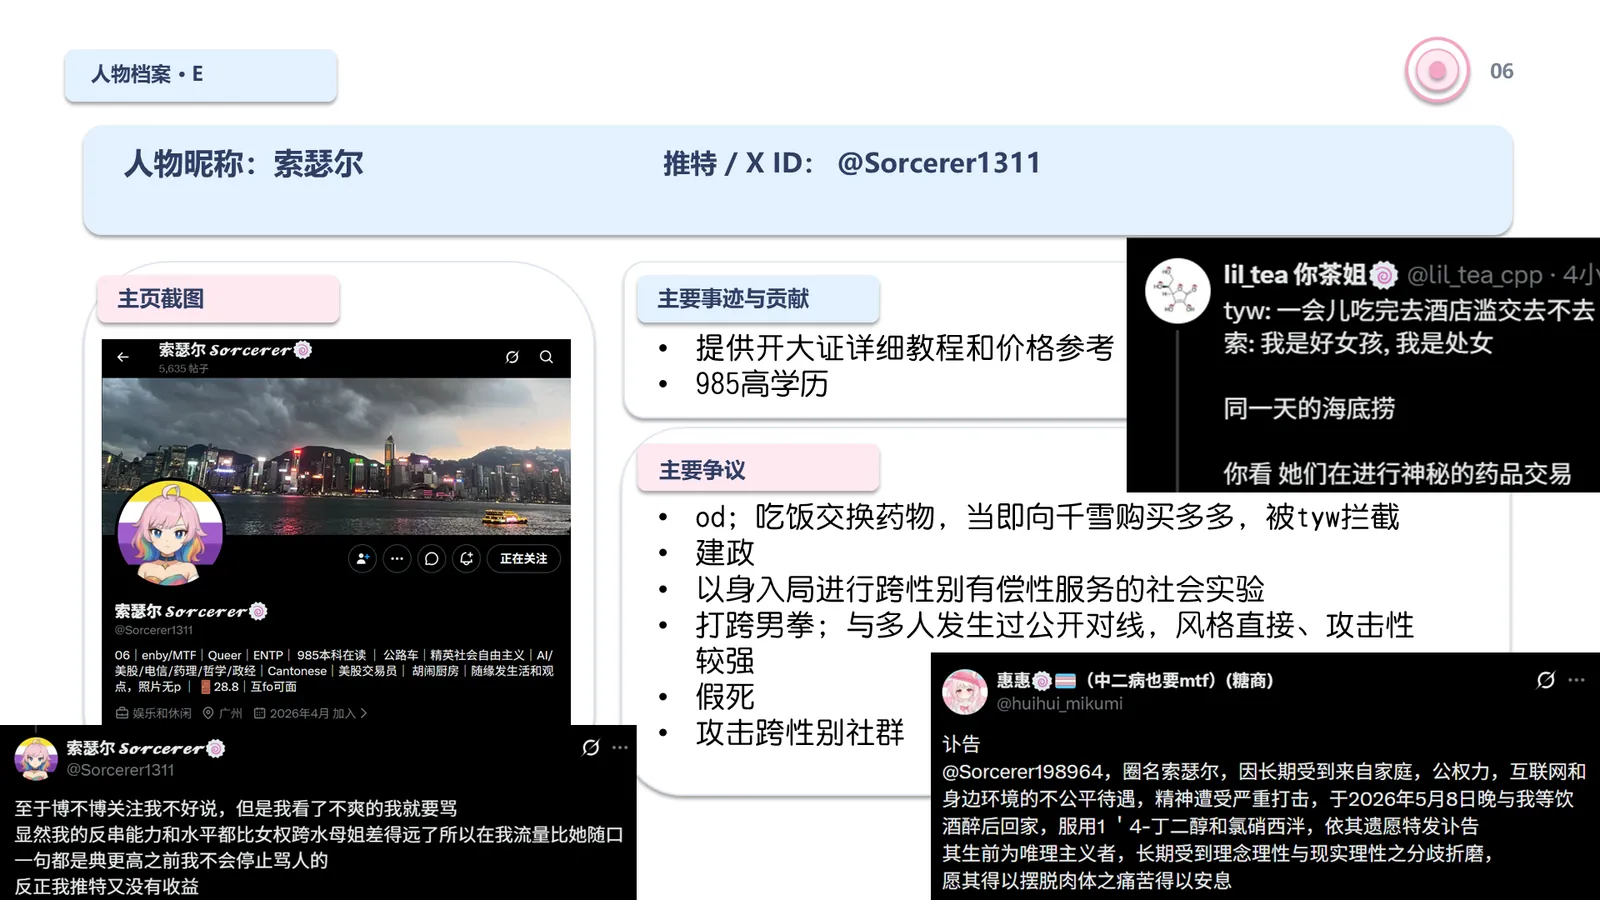 人物档案·E
06
人物昵称：索瑟尔
推特 / X ID： @Sorcerer1311
主页截图
索瑟尔 Sorcerer🍥
5,635 帖子
正在关注
索瑟尔 Sorcerer🍥
@Sorcerer1311
06｜enby/MTF｜Queer｜ENTP｜ 985本科在读 ｜ 公路车｜精英社会自由主义｜AI/
美股/电信/药理/哲学/政经｜Cantonese｜美股交易员｜ 胡闹厨房｜随缘发生活和观
点，照片无p｜ 🚪28.8｜互fo可面
娱乐和休闲 广州 2026年4月 加入
索瑟尔 Sorcerer🍥
@Sorcerer1311
至于博不博关注我不好说，但是我看了不爽的我就要骂
显然我的反串能力和水平都比女权跨水母姐差得远了所以在我流量比她随口
一句都是典更高之前我不会停止骂人的
反正我推特又没有收益
主要事迹与贡献
• 提供开大证详细教程和价格参考
• 985高学历
主要争议
• od；吃饭交换药物，当即向千雪购买多多，被tyw拦截
• 建政
• 以身入局进行跨性别有偿性服务的社会实验
• 打跨男拳；与多人发生过公开对线，风格直接、攻击性
较强
• 假死
• 攻击跨性别社群
lil_tea 你茶姐🍥 @lil_tea_cpp · 4小
tyw: 一会儿吃完去酒店滥交去不去
索: 我是好女孩, 我是处女
同一天的海底捞
你看 她们在进行神秘的药品交易
惠惠🍥🏳️‍⚧️（中二病也要mtf）(糖商)
@huihui_mikumi
讣告
@Sorcerer198964，圈名索瑟尔，因长期受到来自家庭，公权力，互联网和
身边环境的不公平待遇，精神遭受严重打击，于2026年5月8日晚与我等饮
酒醉后回家，服用1＇4-丁二醇和氯硝西泮，依其遗愿特发讣告
其生前为唯理主义者，长期受到理念理性与现实理性之分歧折磨，
愿其得以摆脱肉体之痛苦得以安息